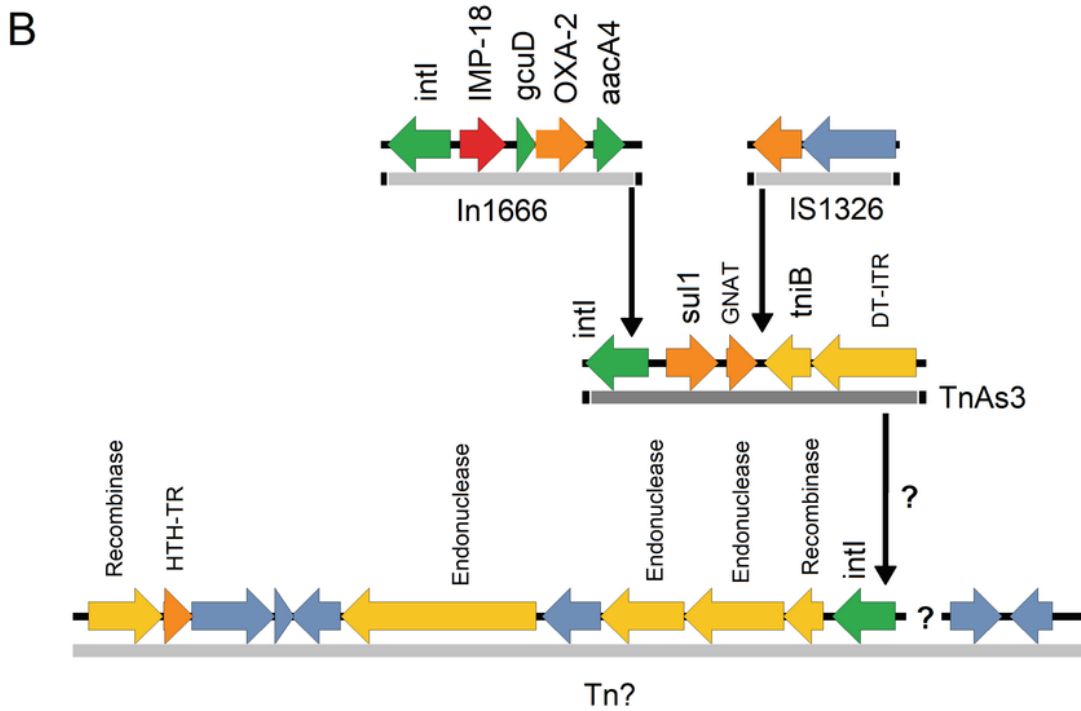 B
intI
IMP-18
gcuD
OXA-2
aacA4
In1666
IS1326
intI
sul1
GNAT
tniB
DT-ITR
TnAs3
?
Recombinase
HTH-TR
Endonuclease
Endonuclease
Endonuclease
Recombinase
intI
?
Tn?